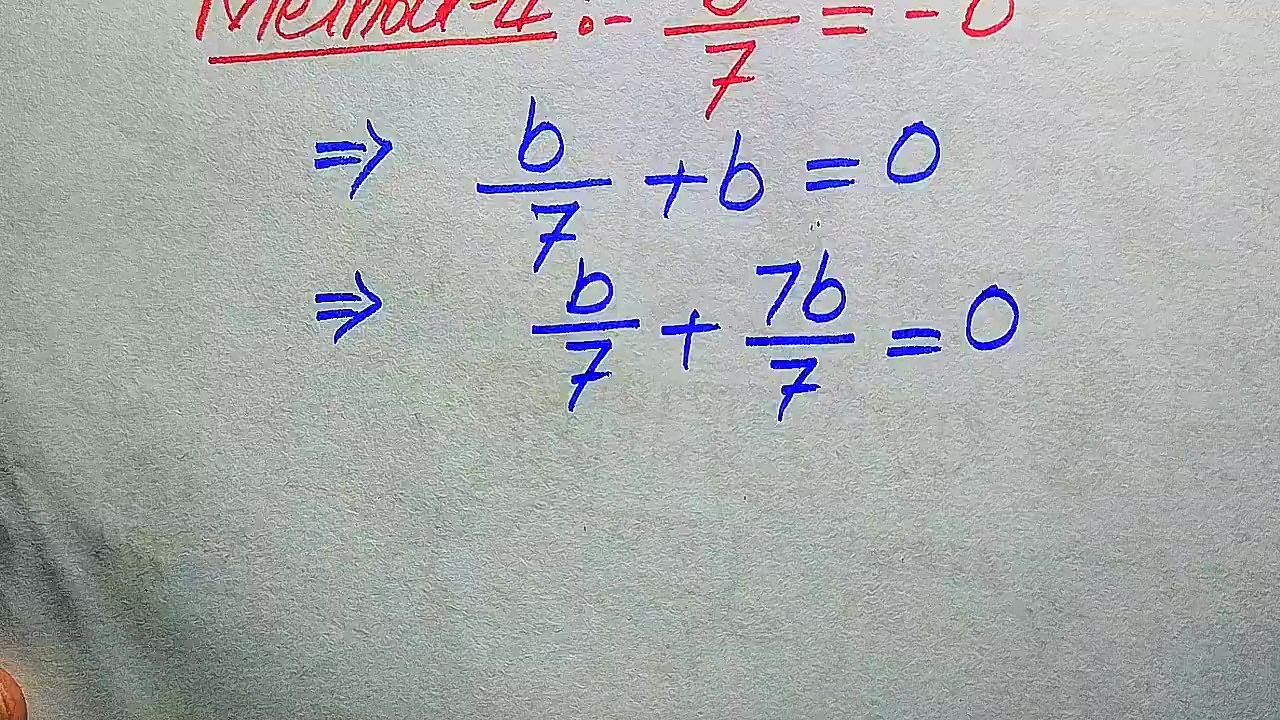 Method-4 :- b/7 = -b
⇒ b/7 + b = 0
⇒ b/7 + 7b/7 = 0